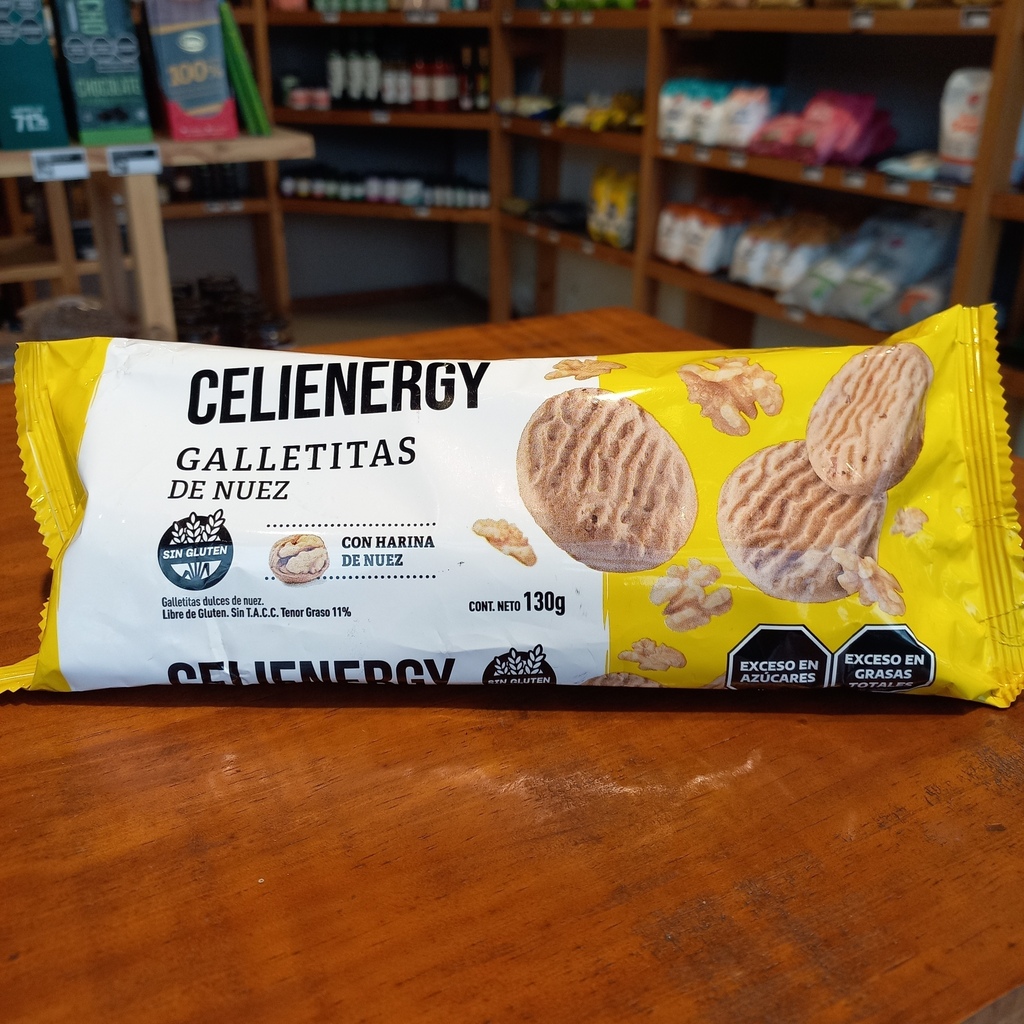 CHOCOLATE
100%
CELIENERGY
GALLETITAS
DE NUEZ
SIN GLUTEN
CON HARINA
DE NUEZ
Galletitas dulces de nuez.
Libre de Gluten. Sin T.A.C.C. Tenor Graso 11%
CONT. NETO 130g
CELIENERGY
SIN GLUTEN
EXCESO EN
AZÚCARES
EXCESO EN
GRASAS
TOTALES